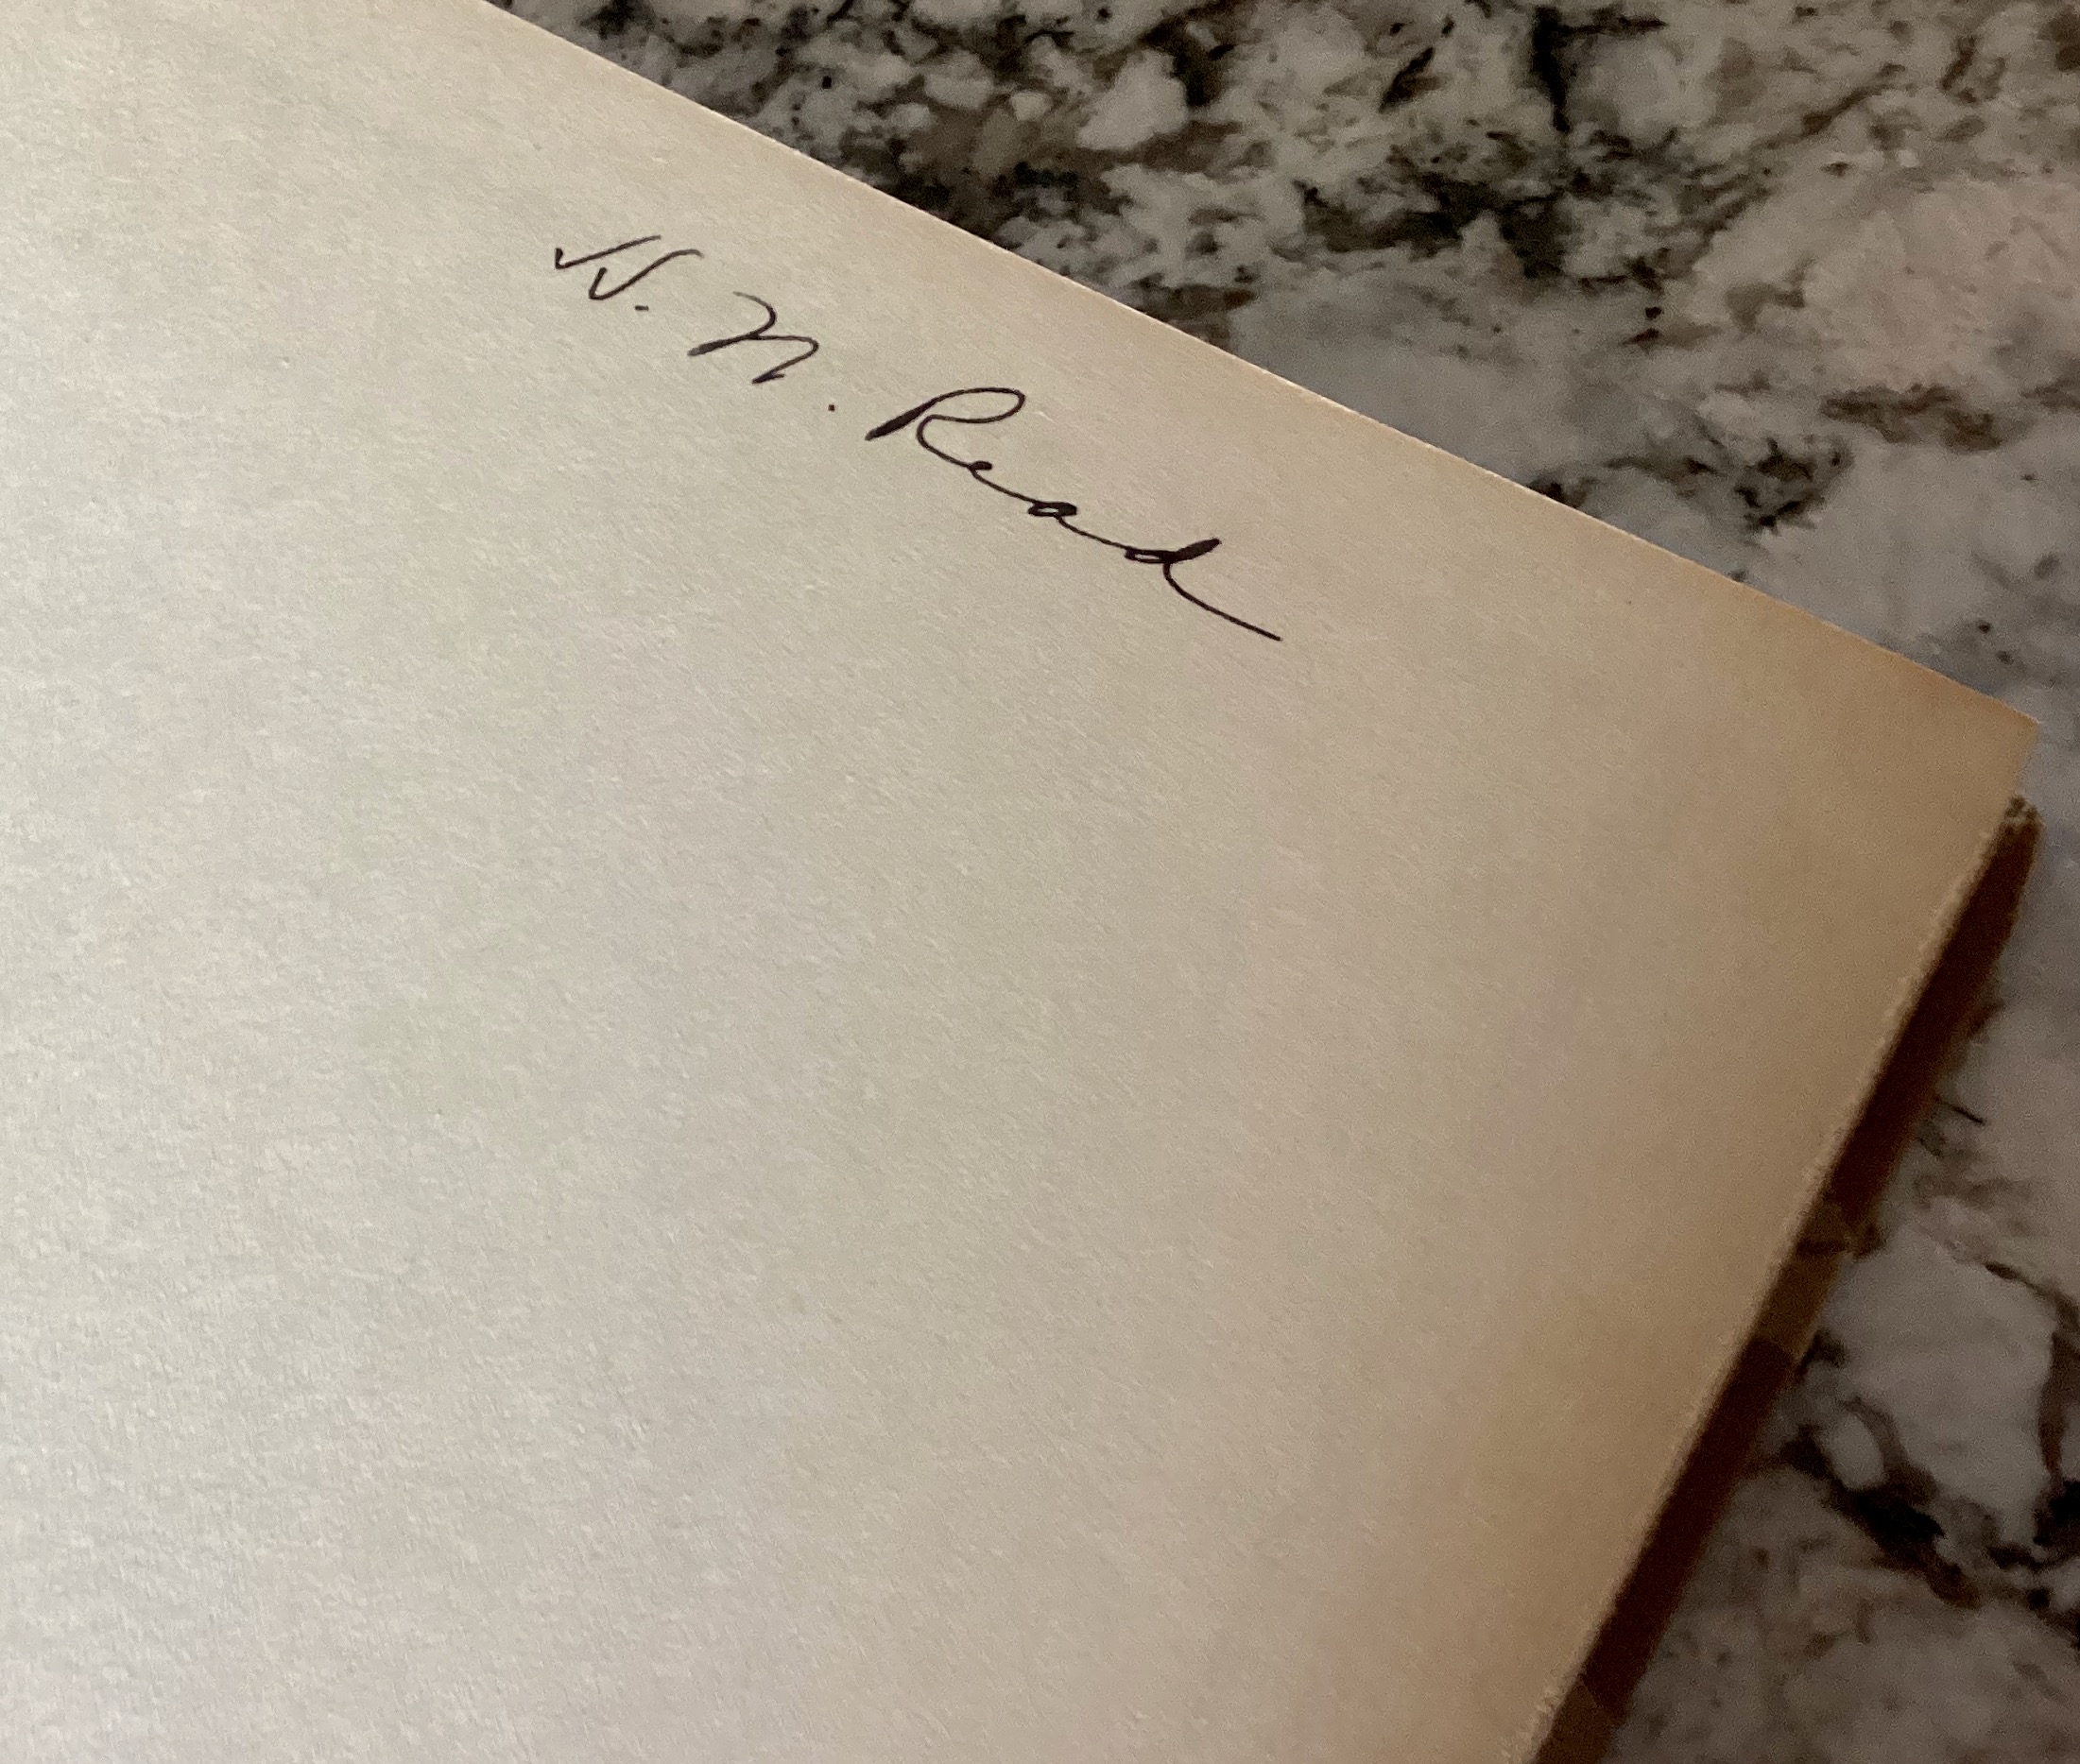 W. N. Read